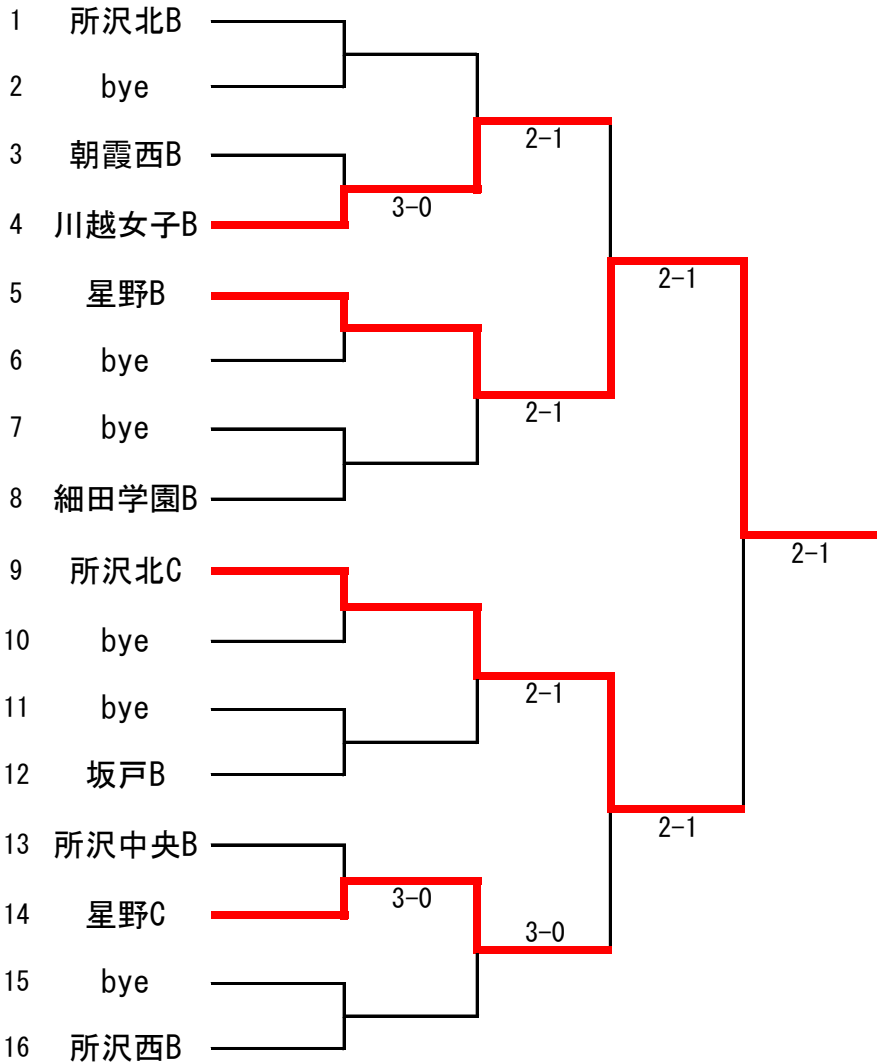 1 所沢北B
2 bye
2-1
3 朝霞西B
3-0
4 川越女子B
2-1
5 星野B
6 bye
2-1
7 bye
8 細田学園B
2-1
9 所沢北C
10 bye
2-1
11 bye
12 坂戸B
2-1
13 所沢中央B
3-0
14 星野C
3-0
15 bye
16 所沢西B